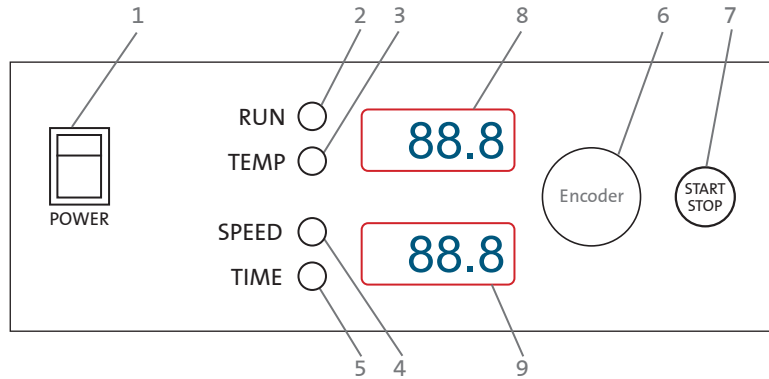 1 2 3 8 6 7
RUN
88.8
TEMP
Encoder
START
STOP
POWER
SPEED
88.8
TIME
5 4 9